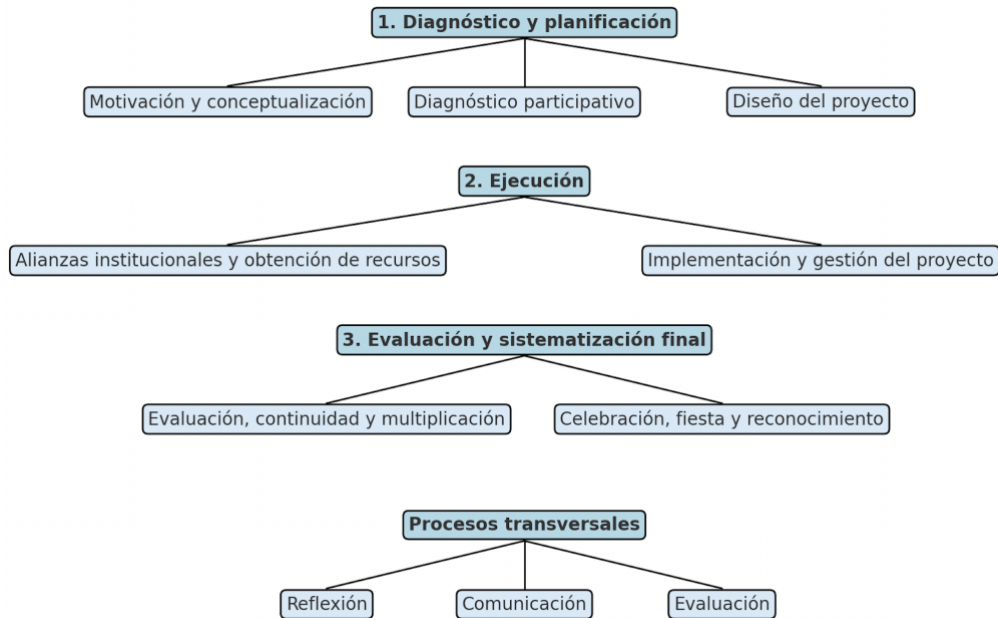 1. Diagnóstico y planificación
Motivación y conceptualización
Diagnóstico participativo
Diseño del proyecto
2. Ejecución
Alianzas institucionales y obtención de recursos
Implementación y gestión del proyecto
3. Evaluación y sistematización final
Evaluación, continuidad y multiplicación
Celebración, fiesta y reconocimiento
Procesos transversales
Reflexión
Comunicación
Evaluación